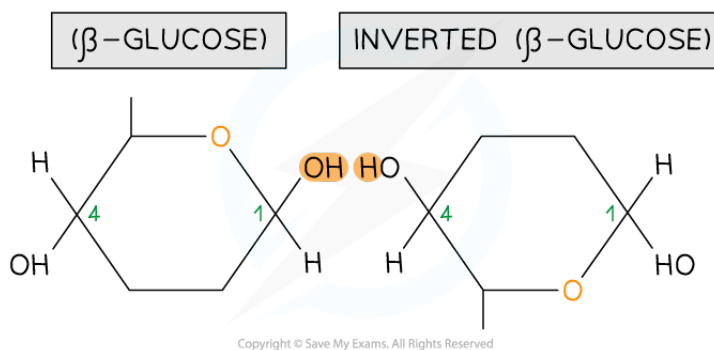 (β-GLUCOSE)
INVERTED (β-GLUCOSE)
O
H
OH
HO
4
1
OH
H
H
4
1
H
HO
O
Copyright © Save My Exams. All Rights Reserved